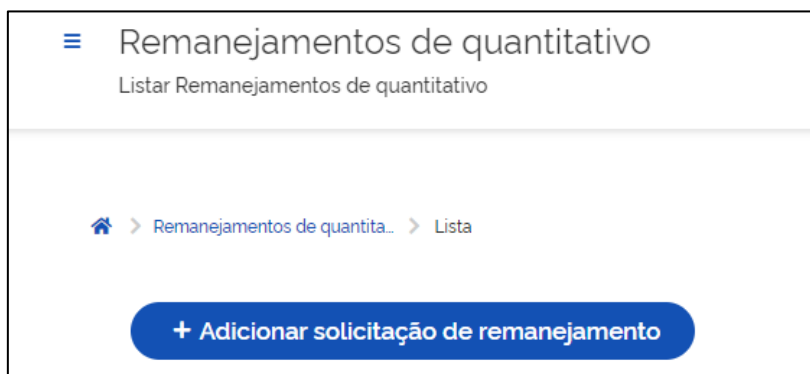 Remanejamentos de quantitativo
Listar Remanejamentos de quantitativo
Remanejamentos de quantita... > Lista
+ Adicionar solicitação de remanejamento